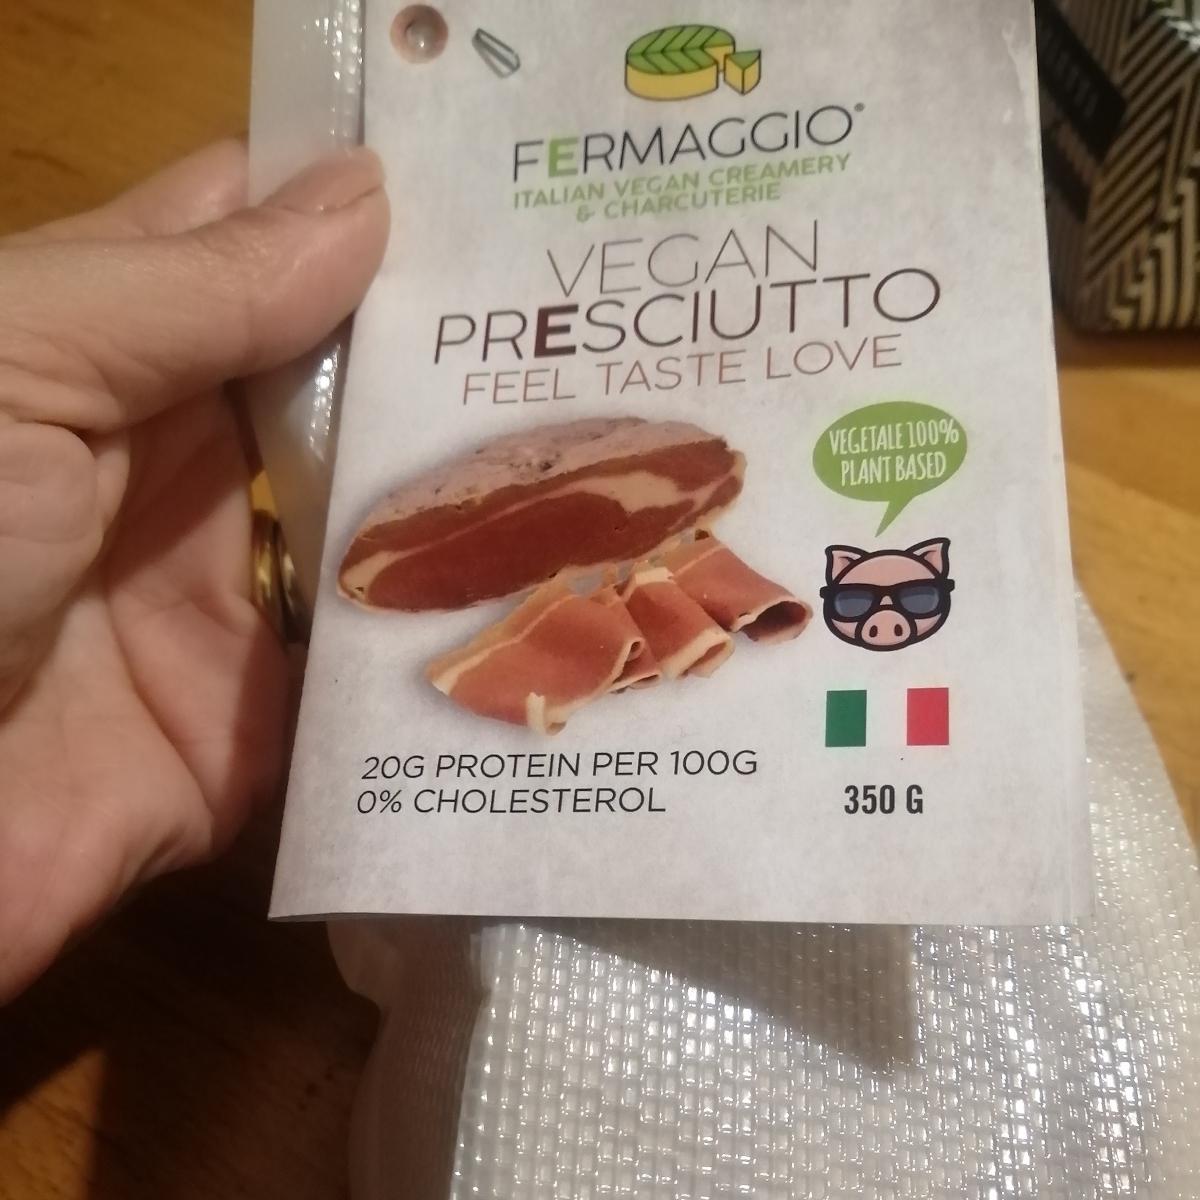 FERMAGGIO®
ITALIAN VEGAN CREAMERY
& CHARCUTERIE
VEGAN
PRESCIUTTO
FEEL TASTE LOVE
VEGETALE 100%
PLANT BASED
20G PROTEIN PER 100G
0% CHOLESTEROL
350 G